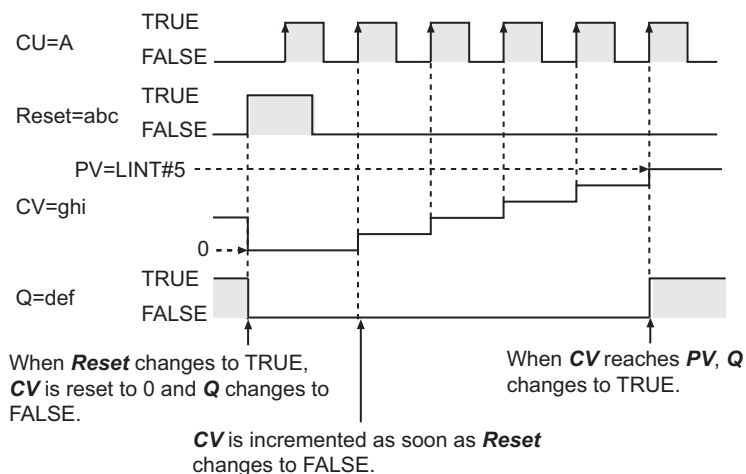 TRUE
CU=A
FALSE
TRUE
Reset=abc
FALSE
PV=LINT#5
CV=ghi
0
TRUE
Q=def
FALSE
When Reset changes to TRUE,
CV is reset to 0 and Q changes to
FALSE.
When CV reaches PV, Q
changes to TRUE.
CV is incremented as soon as Reset
changes to FALSE.